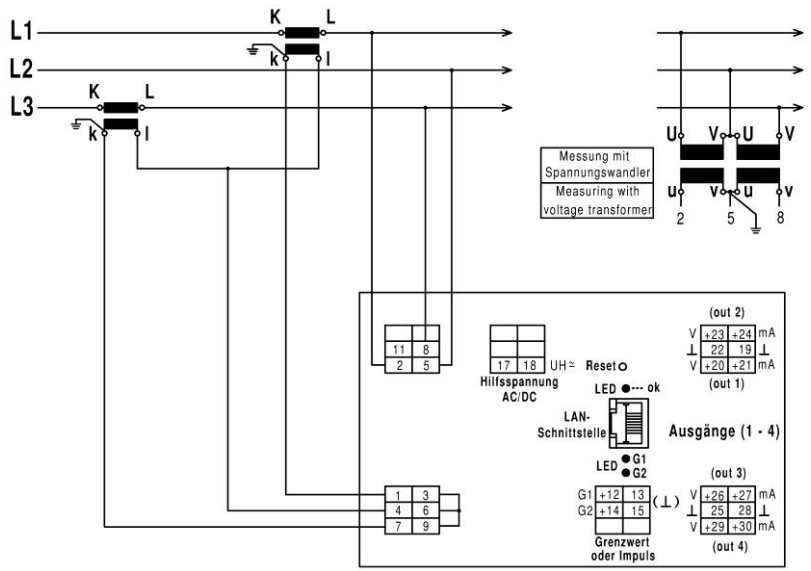 K L
L1
k l
L2
K L
L3
k l
U V U V
u v u v
2 5 8
Messung mit
Spannungswandler
Measuring with
voltage transformer
11 8
2 5
17 18 UH≂
Hilfsspannung
AC/DC
Reset
LED --- ok
LAN-
Schnittstelle
LED G1
G2
(out 2)
V +23 +24 mA
⊥ 22 19 ⊥
V +20 +21 mA
(out 1)
Ausgänge (1 - 4)
1 3
4 6
7 9
G1 +12 13 (⊥)
G2 +14 15
Grenzwert
oder Impuls
(out 3)
V +26 +27 mA
⊥ 25 28 ⊥
V +29 +30 mA
(out 4)